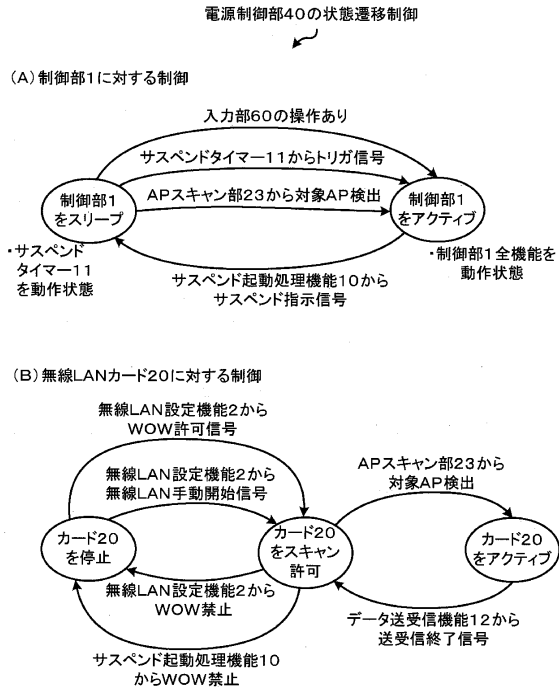 電源制御部40の状態遷移制御
(A)制御部1に対する制御
入力部60の操作あり
サスペンドタイマー11からトリガ信号
APスキャン部23から対象AP検出
制御部1
をスリープ
制御部1
をアクティブ
・サスペンド
タイマー11
を動作状態
・制御部1全機能を
動作状態
サスペンド起動処理機能10から
サスペンド指示信号
(B)無線LANカード20に対する制御
無線LAN設定機能2から
WOW許可信号
無線LAN設定機能2から
無線LAN手動開始信号
APスキャン部23から
対象AP検出
カード20
を停止
カード20
をスキャン
許可
カード20
をアクティブ
無線LAN設定機能2から
WOW禁止
データ送受信機能12から
送受信終了信号
サスペンド起動処理機能10
からWOW禁止